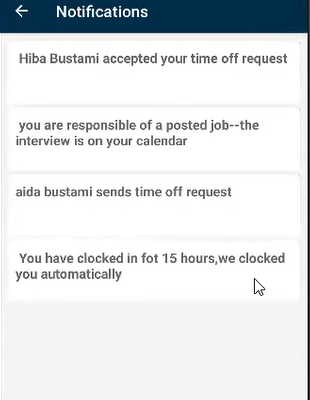 Notifications
Hiba Bustami accepted your time off request
you are responsible of a posted job--the
interview is on your calendar
aida bustami sends time off request
You have clocked in fot 15 hours,we clocked
you automatically